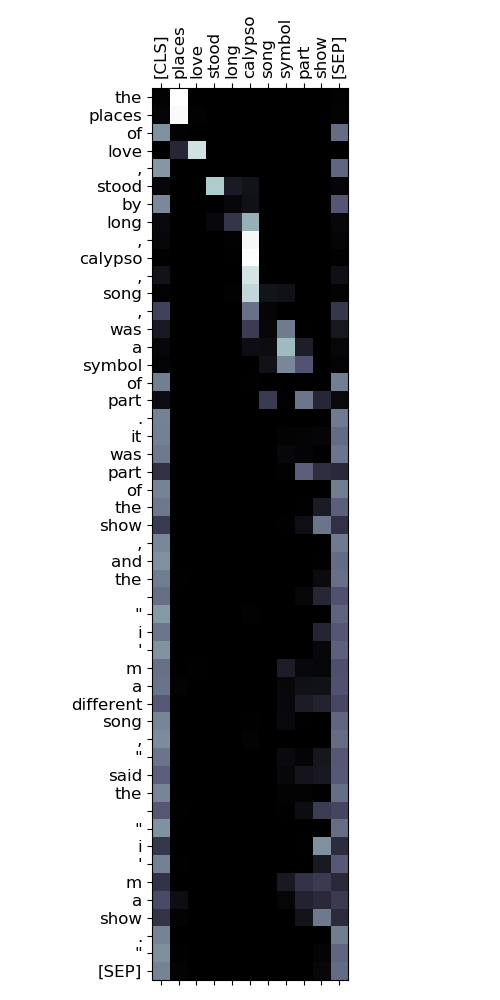 [CLS]
places
love
stood
long
calypso
song
symbol
part
show
[SEP]
the
places
of
love
,
stood
by
long
,
calypso
,
song
,
was
a
symbol
of
part
.
it
was
part
of
the
show
,
and
the
"
i
'
m
a
different
song
,
"
said
the
"
i
'
m
a
show
.
"
[SEP]